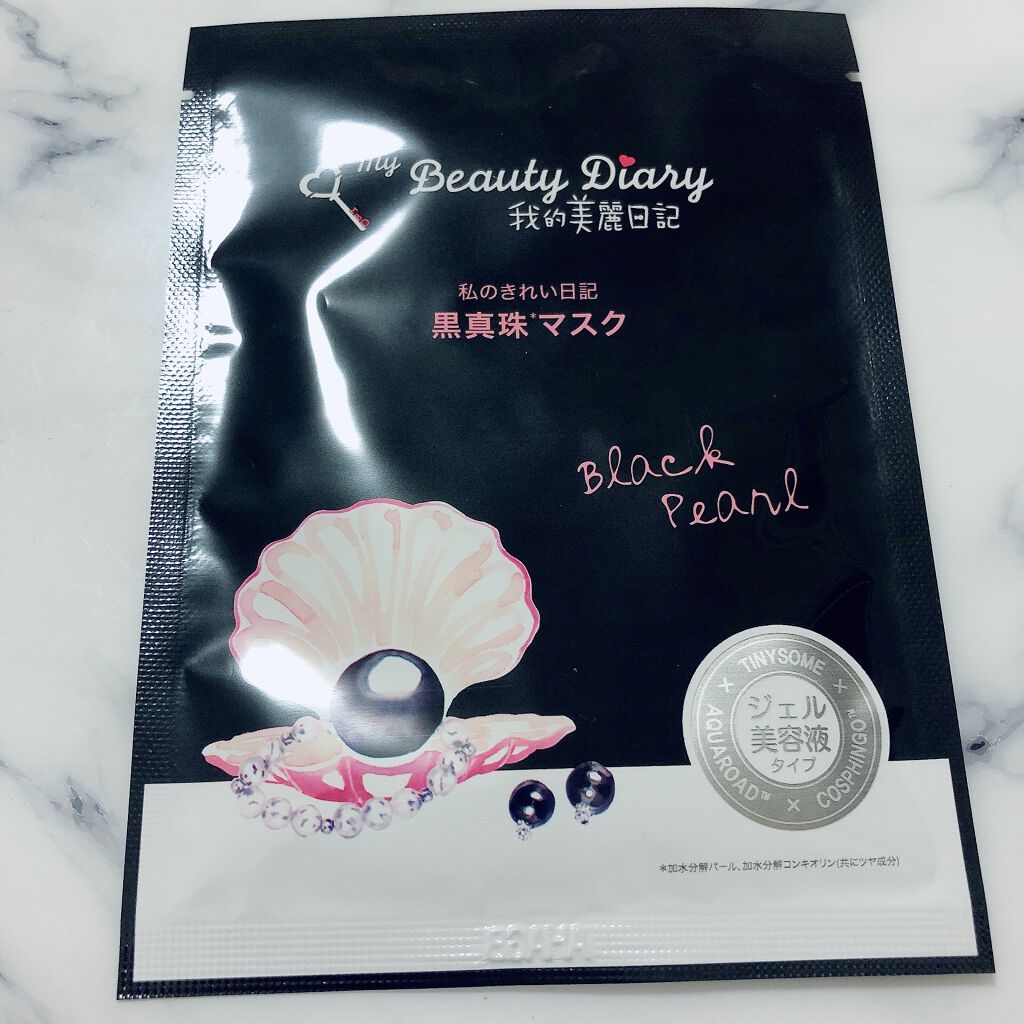 my Beauty Diary
我的美麗日記
私のきれい日記
黒真珠*マスク
Black
Pearl
TINYSOME
AQUAROAD™ × COSPHINGO™
ジェル
美容液
タイプ
*加水分解パール、加水分解コンキオリン(共にツヤ成分)